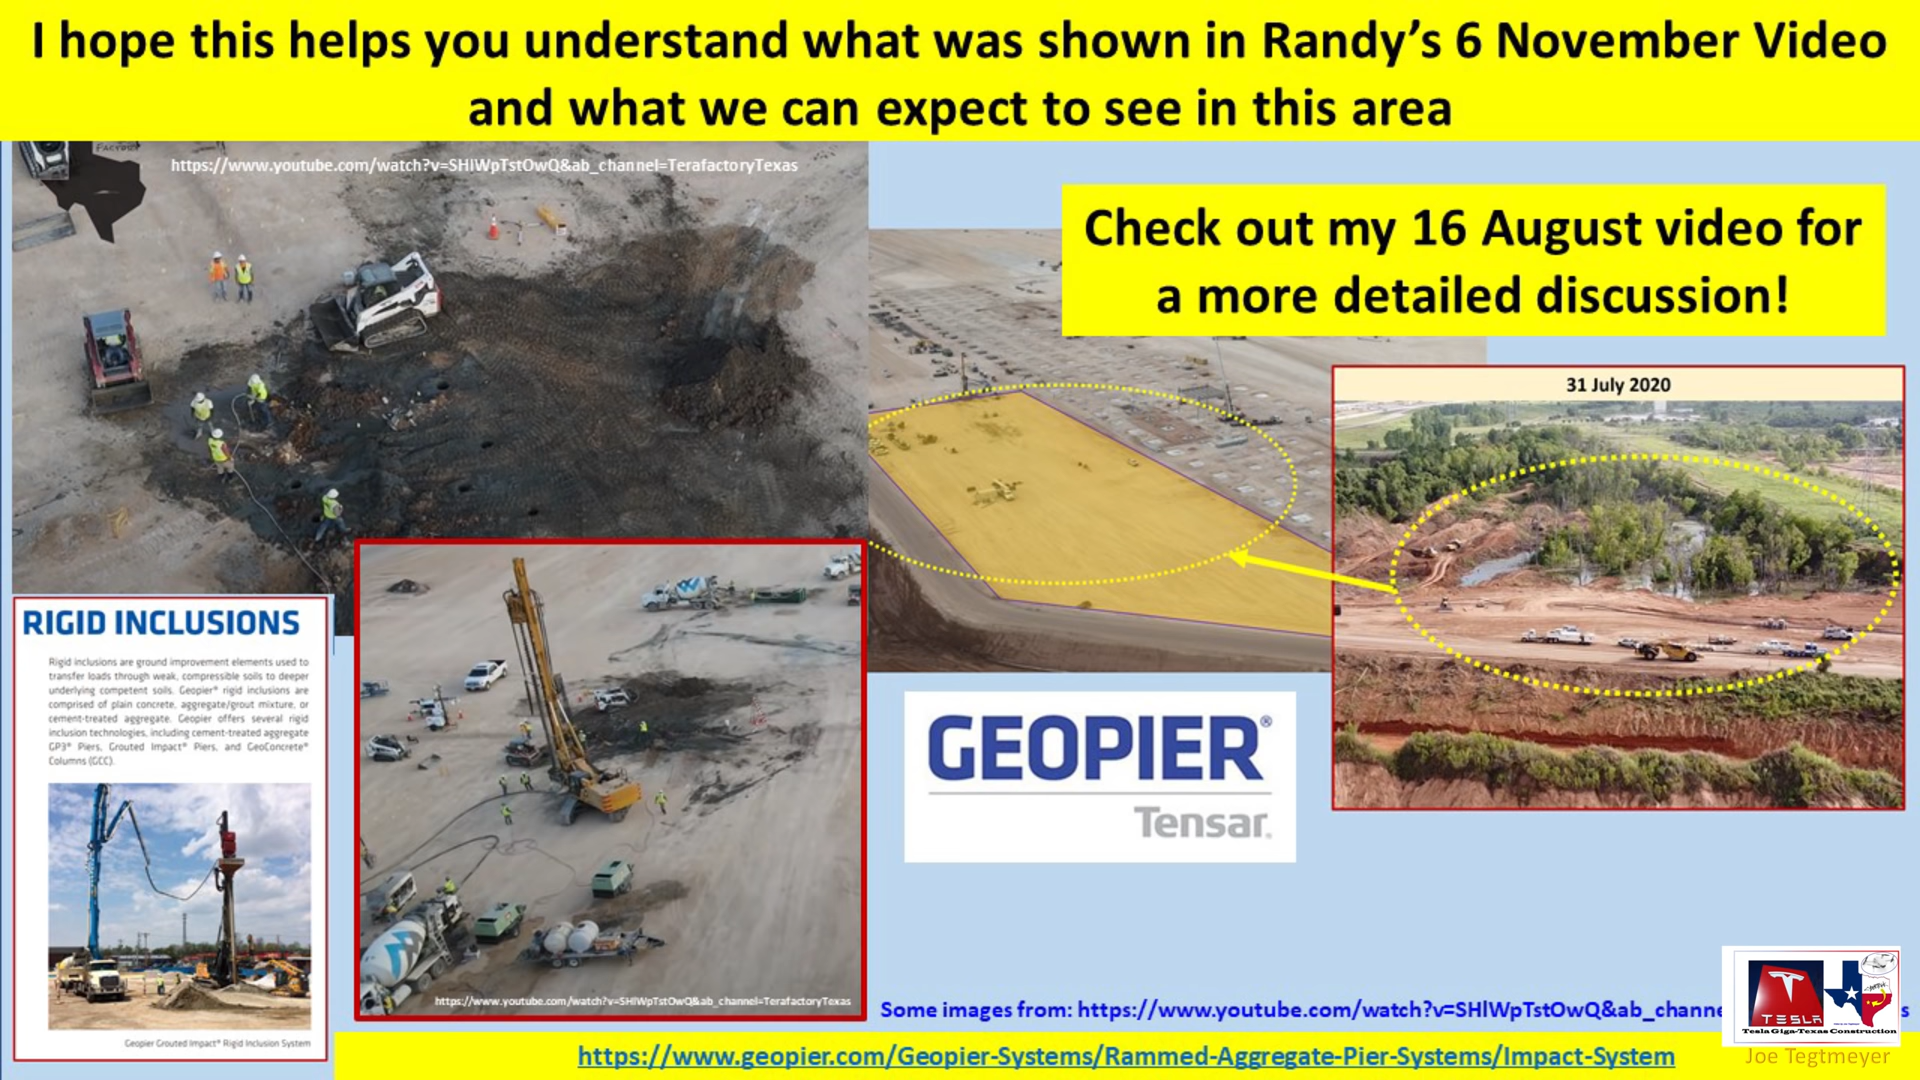 I hope this helps you understand what was shown in Randy's 6 November Video
and what we can expect to see in this area
FACTORY
https://www.youtube.com/watch?v=SHlWpTstOwQ&ab_channel=TerafactoryTexas
Check out my 16 August video for
a more detailed discussion!
31 July 2020
RIGID INCLUSIONS
Rigid inclusions are ground improvement elements used to
transfer loads through weak, compressible soils to deeper
underlying competent soils. Geopier® rigid inclusions are
comprised of plain concrete, aggregate/grout mixture, or
cement-treated aggregate. Geopier offers several rigid
inclusion technologies, including cement-treated aggregate
GP3® Piers, Grouted Impact® Piers, and GeoConcrete®
Columns (GCC).
Geopier Grouted Impact® Rigid Inclusion System
https://www.youtube.com/watch?v=SHlWpTstOwQ&ab_channel=TerafactoryTexas
GEOPIER®
Tensar®
Some images from: https://www.youtube.com/watch?v=SHlWpTstOwQ&ab_channe
s
TESLA
Tesla Giga-Texas Construction
Joe Tegtmeyer
https://www.geopier.com/Geopier-Systems/Rammed-Aggregate-Pier-Systems/Impact-System